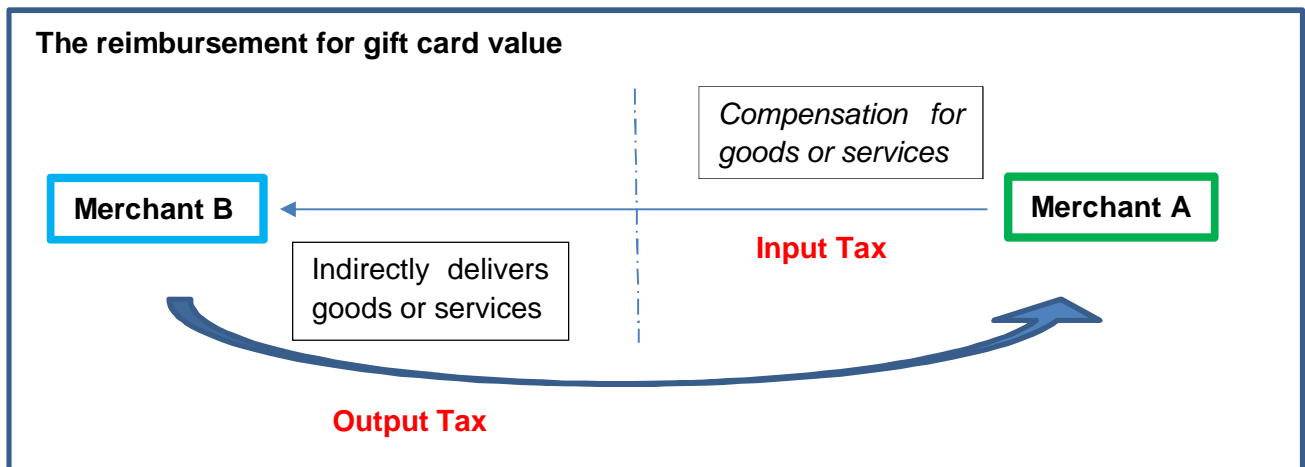 The reimbursement for gift card value
Compensation for
goods or services
Merchant B
Merchant A
Input Tax
Indirectly delivers
goods or services
Output Tax